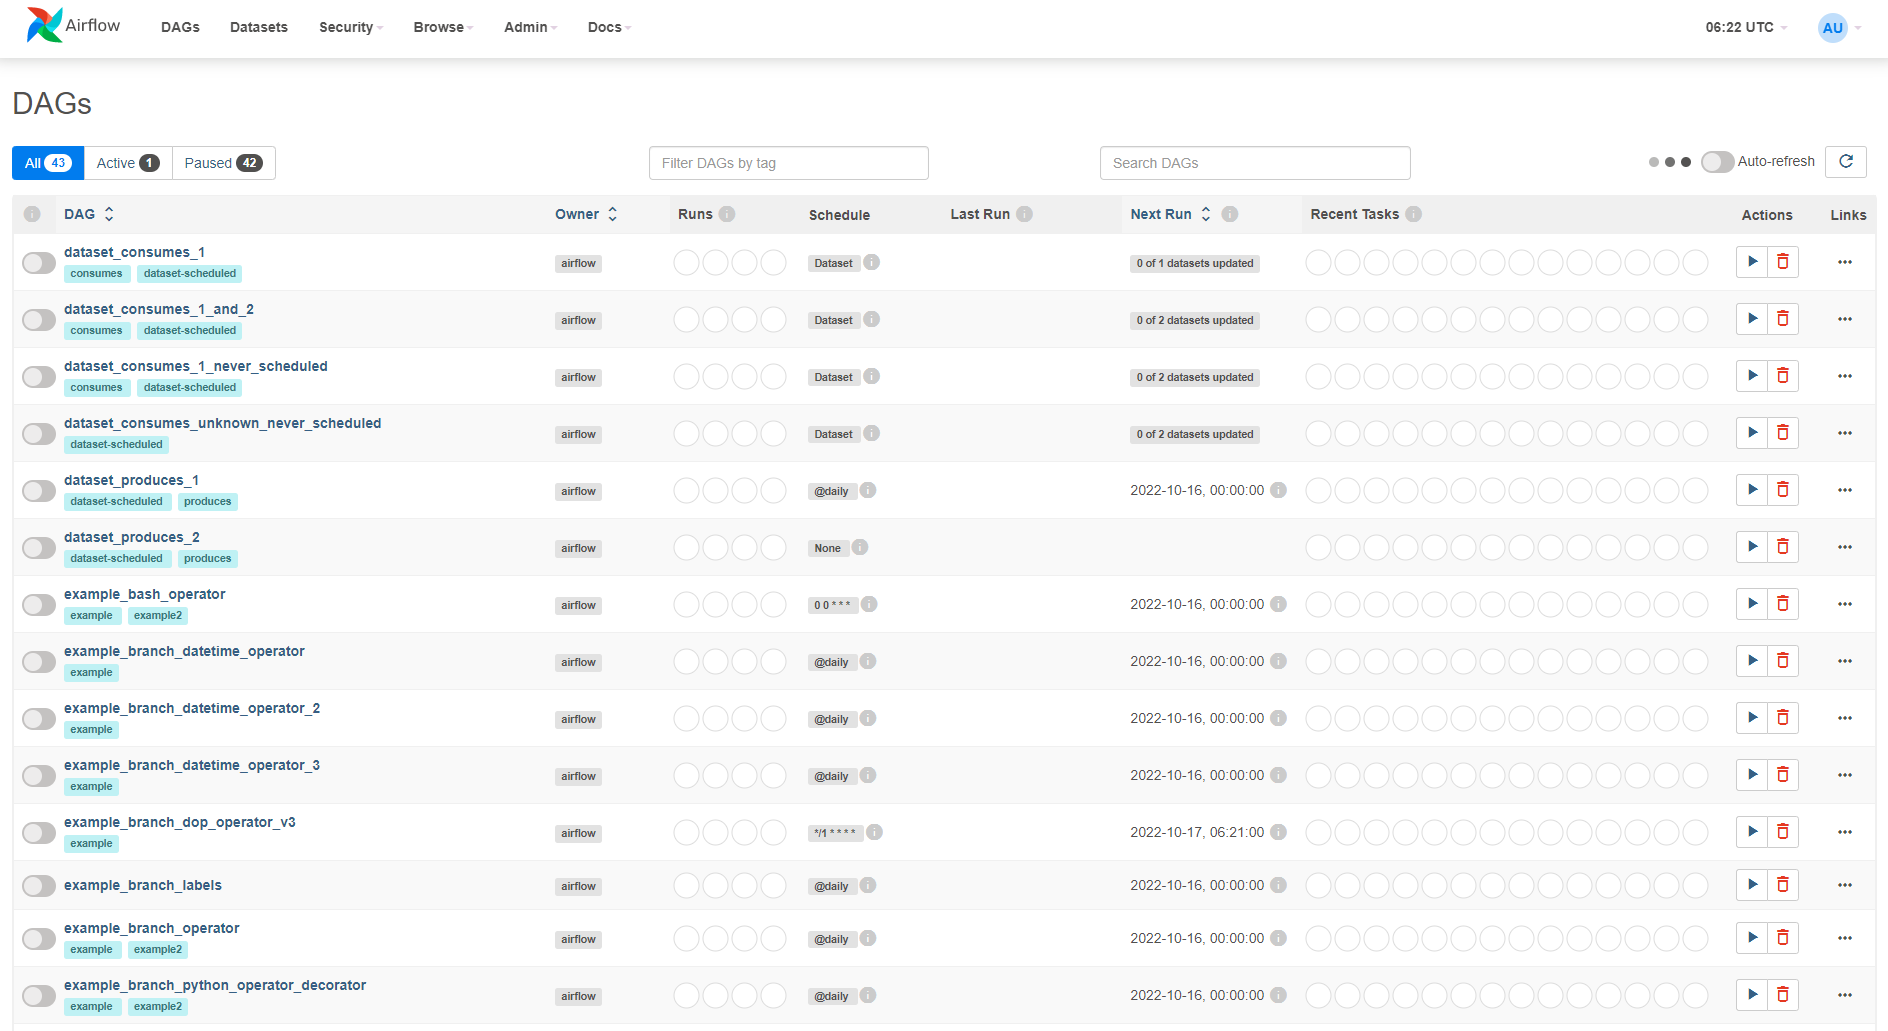 Airflow DAGs Datasets Security Browse Admin Docs 06:22 UTC AU
DAGs
All 43 Active 1 Paused 42 Filter DAGs by tag Search DAGs Auto-refresh
DAG Owner Runs Schedule Last Run Next Run Recent Tasks Actions Links
dataset_consumes_1
consumes dataset-scheduled airflow Dataset 0 of 1 datasets updated
dataset_consumes_1_and_2
consumes dataset-scheduled airflow Dataset 0 of 2 datasets updated
dataset_consumes_1_never_scheduled
consumes dataset-scheduled airflow Dataset 0 of 2 datasets updated
dataset_consumes_unknown_never_scheduled
dataset-scheduled airflow Dataset 0 of 2 datasets updated
dataset_produces_1
dataset-scheduled produces airflow @daily 2022-10-16, 00:00:00
dataset_produces_2
dataset-scheduled produces airflow None
example_bash_operator
example example2 airflow 0 0 * * * 2022-10-16, 00:00:00
example_branch_datetime_operator
example airflow @daily 2022-10-16, 00:00:00
example_branch_datetime_operator_2
example airflow @daily 2022-10-16, 00:00:00
example_branch_datetime_operator_3
example airflow @daily 2022-10-16, 00:00:00
example_branch_dop_operator_v3
example airflow */1 * * * * 2022-10-17, 06:21:00
example_branch_labels airflow @daily 2022-10-16, 00:00:00
example_branch_operator
example example2 airflow @daily 2022-10-16, 00:00:00
example_branch_python_operator_decorator
example example2 airflow @daily 2022-10-16, 00:00:00